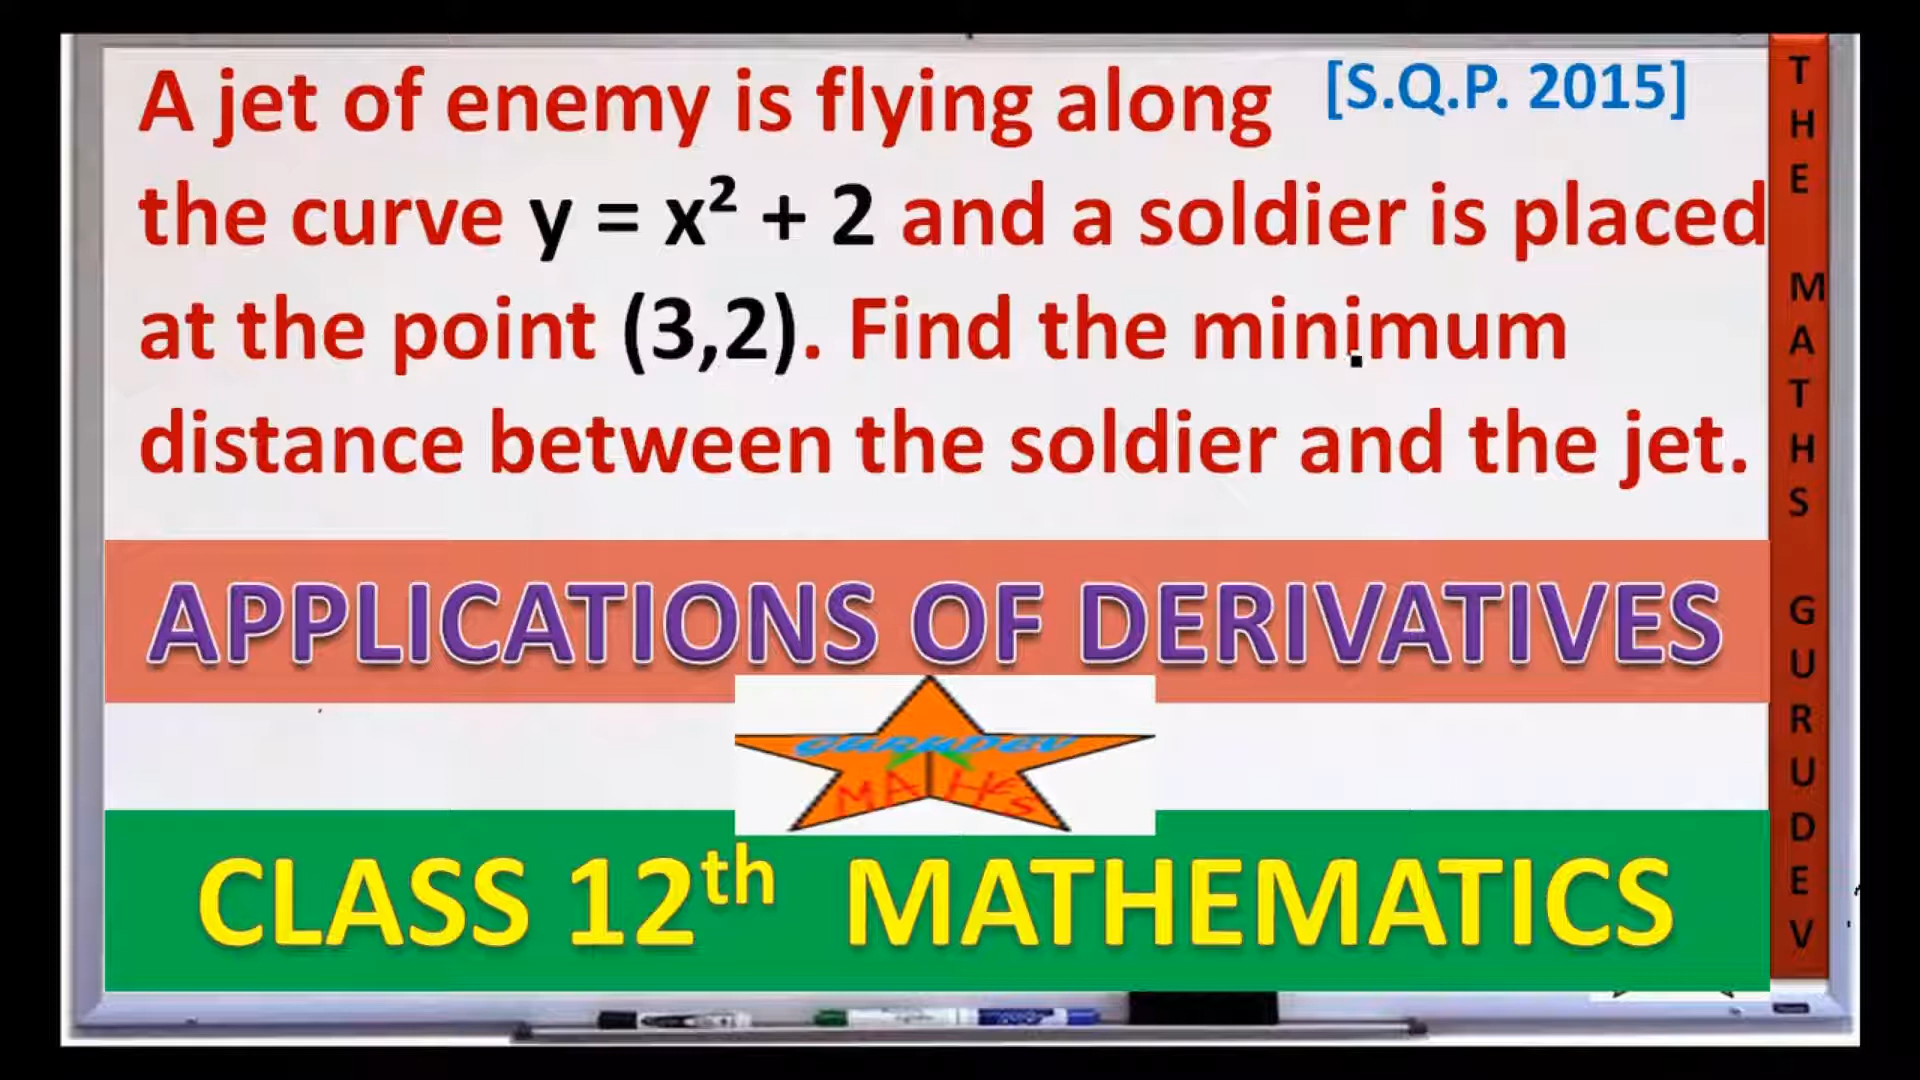 A jet of enemy is flying along [S.Q.P. 2015]
the curve y = x² + 2 and a soldier is placed
at the point (3,2). Find the minimum
distance between the soldier and the jet.
APPLICATIONS OF DERIVATIVES
GURUDEV
MATHS
CLASS 12th MATHEMATICS
THE MATHS GURUDEV